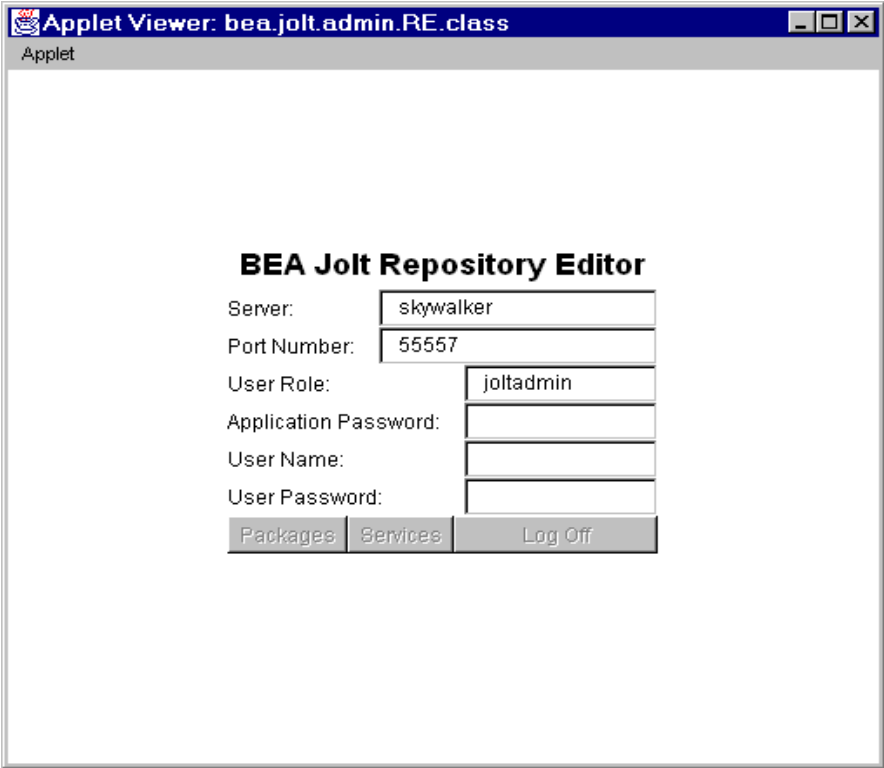 Applet Viewer: bea.jolt.admin.RE.class
Applet
BEA Jolt Repository Editor
Server: skywalker
Port Number: 55557
User Role: joltadmin
Application Password:
User Name:
User Password:
Packages Services Log Off